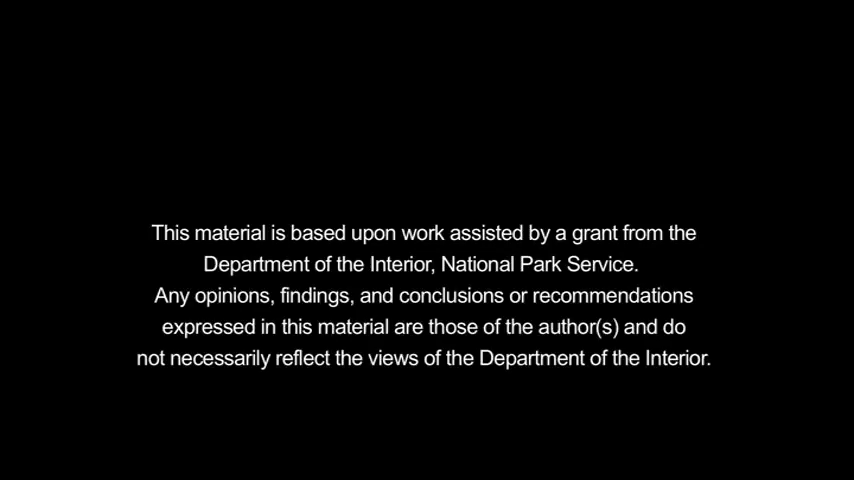 This material is based upon work assisted by a grant from the
Department of the Interior, National Park Service.
Any opinions, findings, and conclusions or recommendations
expressed in this material are those of the author(s) and do
not necessarily reflect the views of the Department of the Interior.